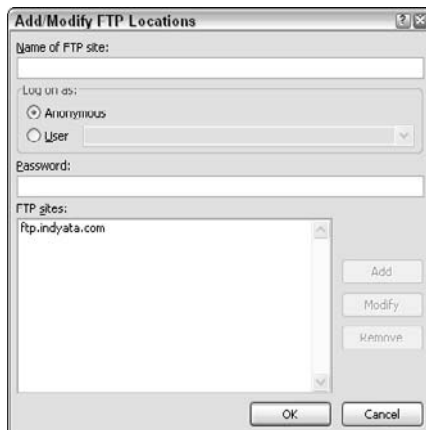 Add/Modify FTP Locations
Name of FTP site:
Log on as:
Anonymous
User
Password:
FTP sites:
ftp.indyata.com
Add
Modify
Remove
OK
Cancel